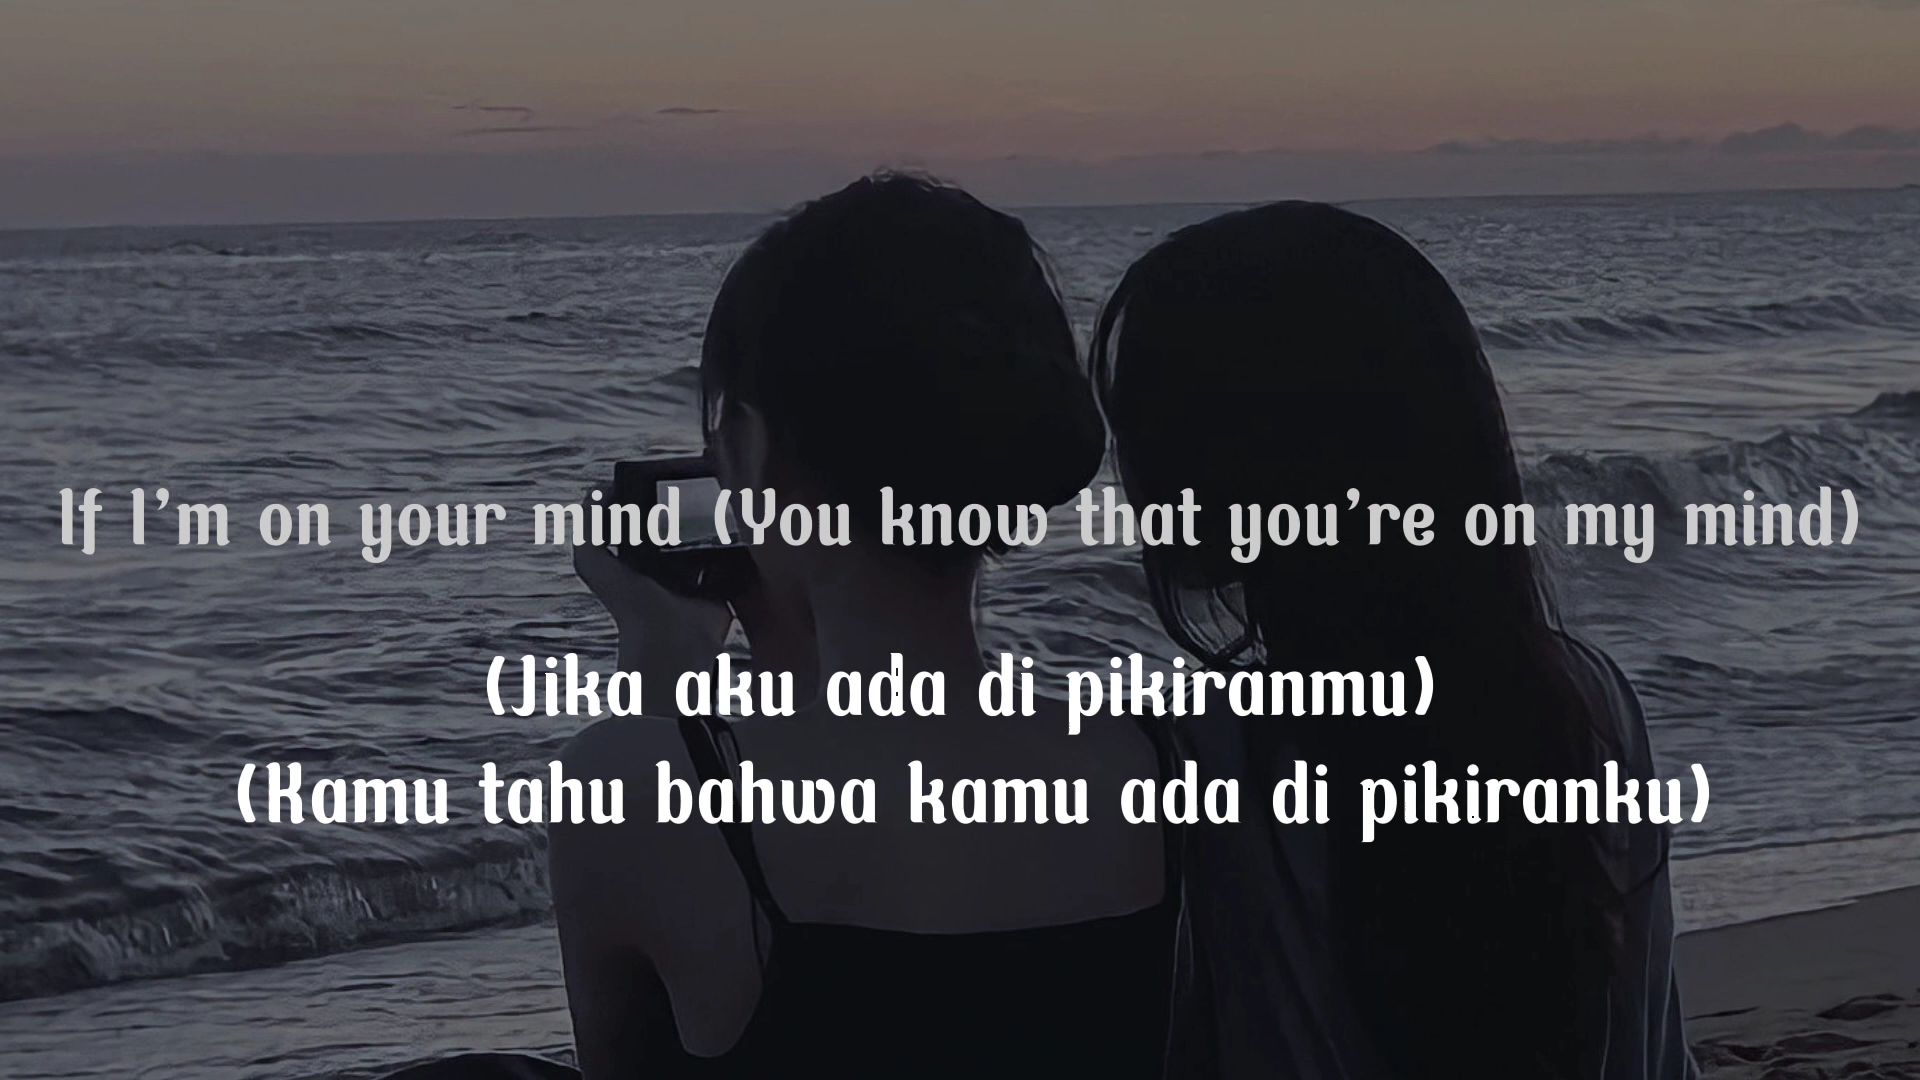 If I’m on your mind (You know that you’re on my mind)
(Jika aku ada di pikiranmu)
(Kamu tahu bahwa kamu ada di pikiranku)